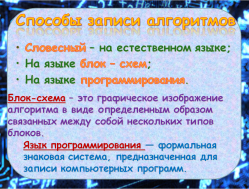 Способы записи алгоритмов
• Словесный – на естественном языке;
• На языке блок – схем;
• На языке программирования.
Блок-схема - это графическое изображение
алгоритма в виде определенным образом
связанных между собой нескольких типов
блоков.
Язык программирования — формальная
знаковая система, предназначенная для
записи компьютерных программ.